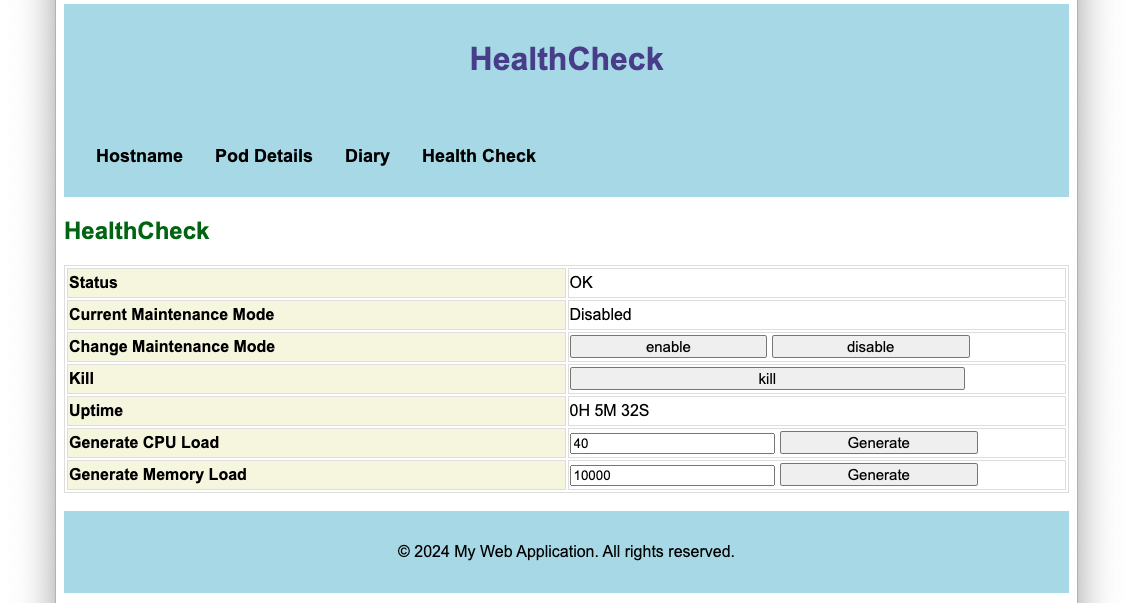 HealthCheck
Hostname Pod Details Diary Health Check
HealthCheck
Status OK
Current Maintenance Mode Disabled
Change Maintenance Mode enable disable
Kill kill
Uptime 0H 5M 32S
Generate CPU Load 40 Generate
Generate Memory Load 10000 Generate
© 2024 My Web Application. All rights reserved.